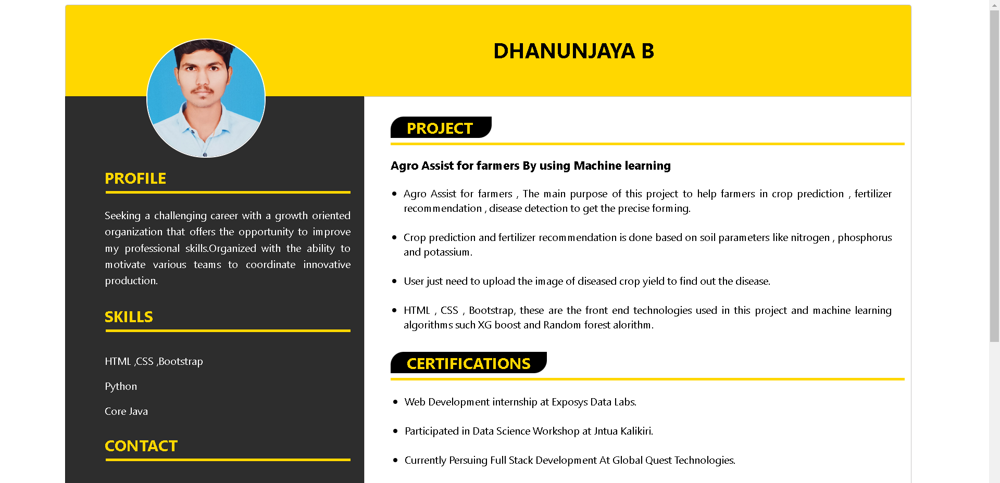 DHANUNJAYA B
PROFILE
Seeking a challenging career with a growth oriented
organization that offers the opportunity to improve
my professional skills.Organized with the ability to
motivate various teams to coordinate innovative
production.
SKILLS
HTML ,CSS ,Bootstrap
Python
Core Java
CONTACT
PROJECT
Agro Assist for farmers By using Machine learning
Agro Assist for farmers , The main purpose of this project to help farmers in crop prediction , fertilizer
recommendation , disease detection to get the precise forming.
Crop prediction and fertilizer recommendation is done based on soil parameters like nitrogen , phosphorus
and potassium.
User just need to upload the image of diseased crop yield to find out the disease.
HTML , CSS , Bootstrap, these are the front end technologies used in this project and machine learning
algorithms such XG boost and Random forest alorithm.
CERTIFICATIONS
Web Development internship at Exposys Data Labs.
Participated in Data Science Workshop at Jntua Kalikiri.
Currently Persuing Full Stack Development At Global Quest Technologies.